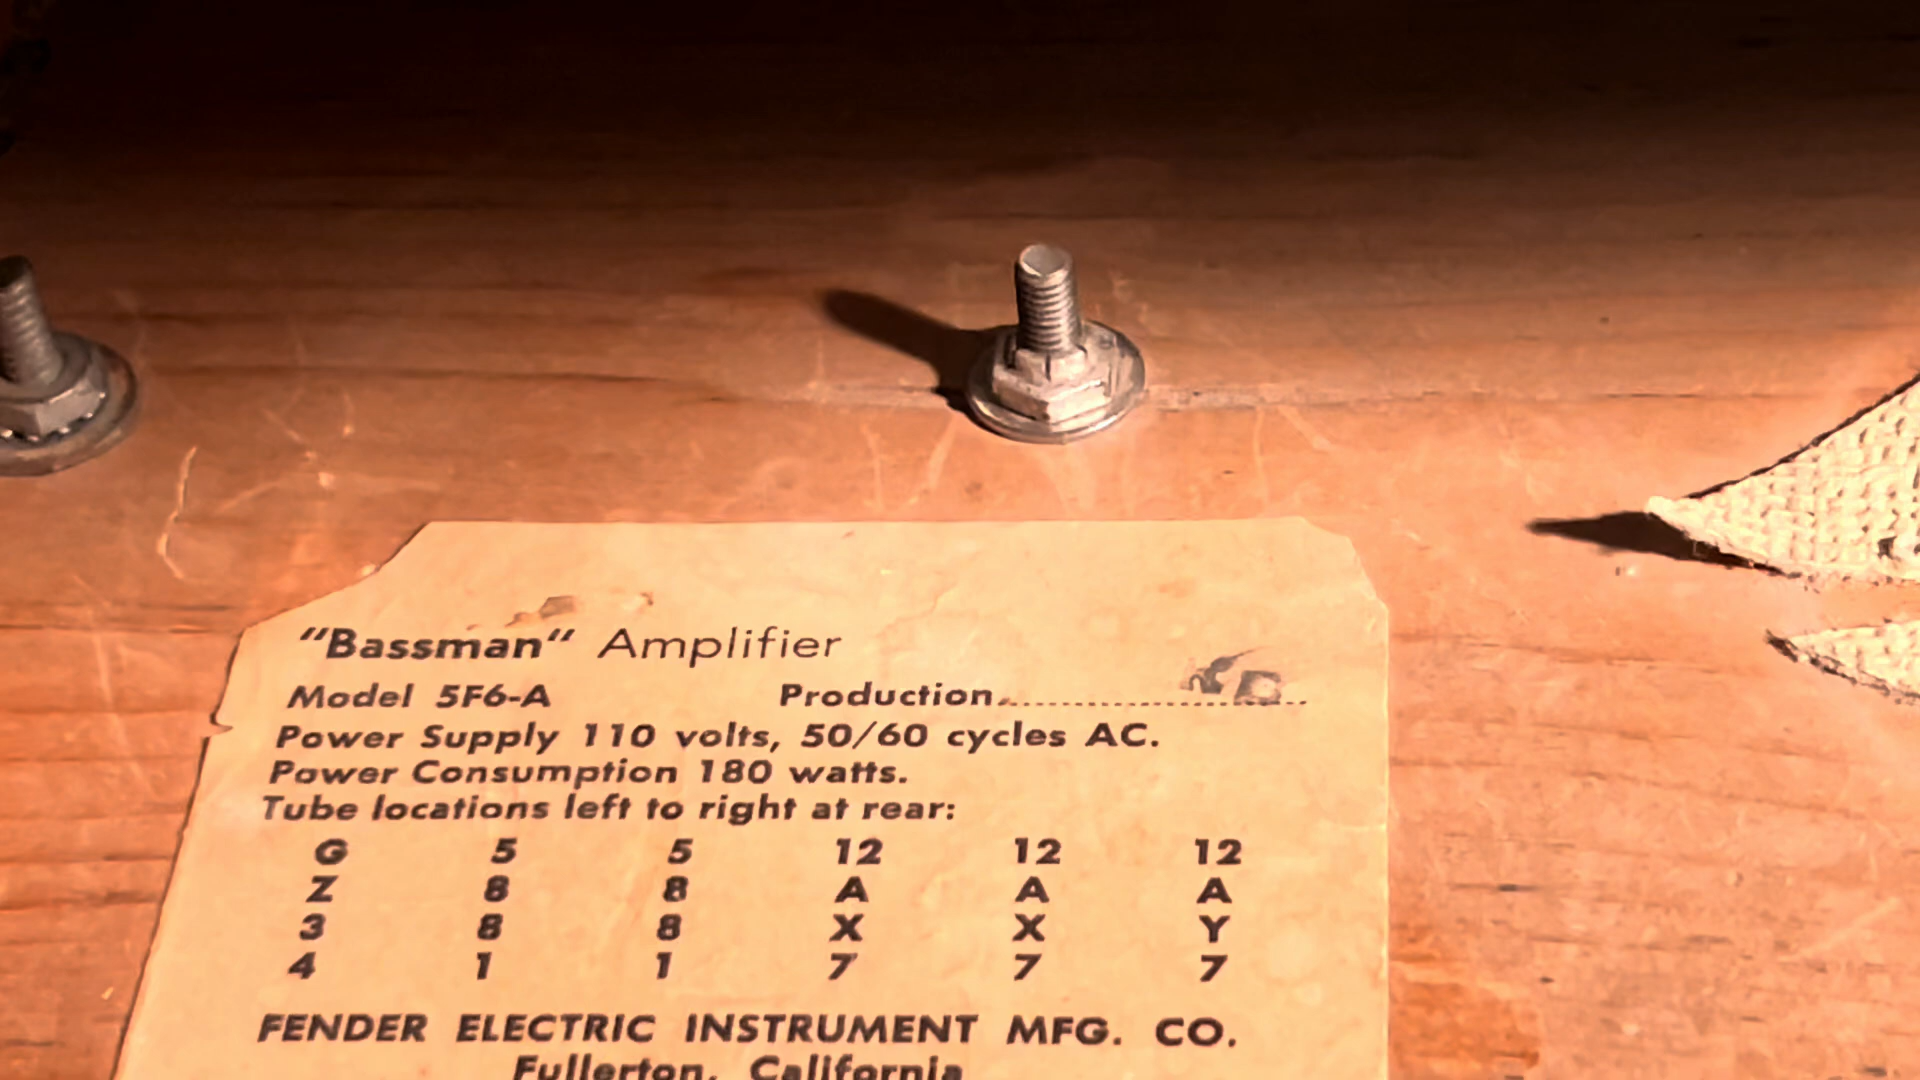 "Bassman" Amplifier
Model 5F6-A Production
Power Supply 110 volts, 50/60 cycles AC.
Power Consumption 180 watts.
Tube locations left to right at rear:
G 5 5 12 12 12
Z 8 8 A A A
3 8 8 X X Y
4 1 1 7 7 7
FENDER ELECTRIC INSTRUMENT MFG. CO.
Fullerton, California